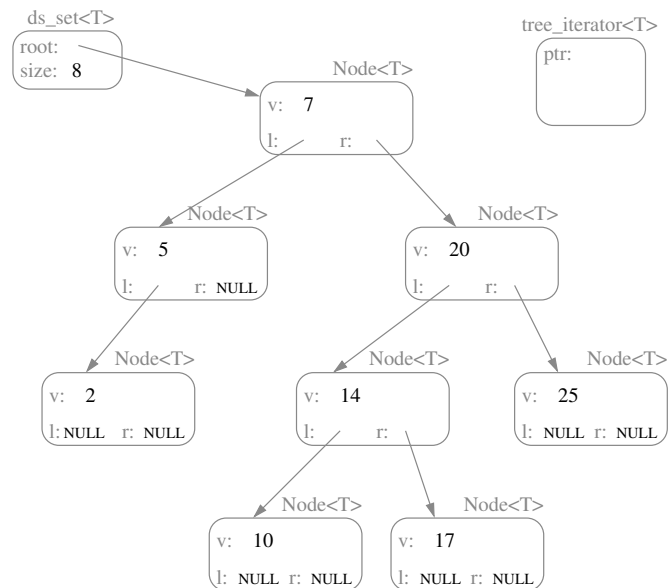 ds_set<T>
root:
size: 8
tree_iterator<T>
ptr:
Node<T>
v: 7
l: r:
Node<T>
v: 5
l: r: NULL
Node<T>
v: 20
l: r:
Node<T>
v: 2
l: NULL r: NULL
Node<T>
v: 14
l: r:
Node<T>
v: 25
l: NULL r: NULL
Node<T>
v: 10
l: NULL r: NULL
Node<T>
v: 17
l: NULL r: NULL